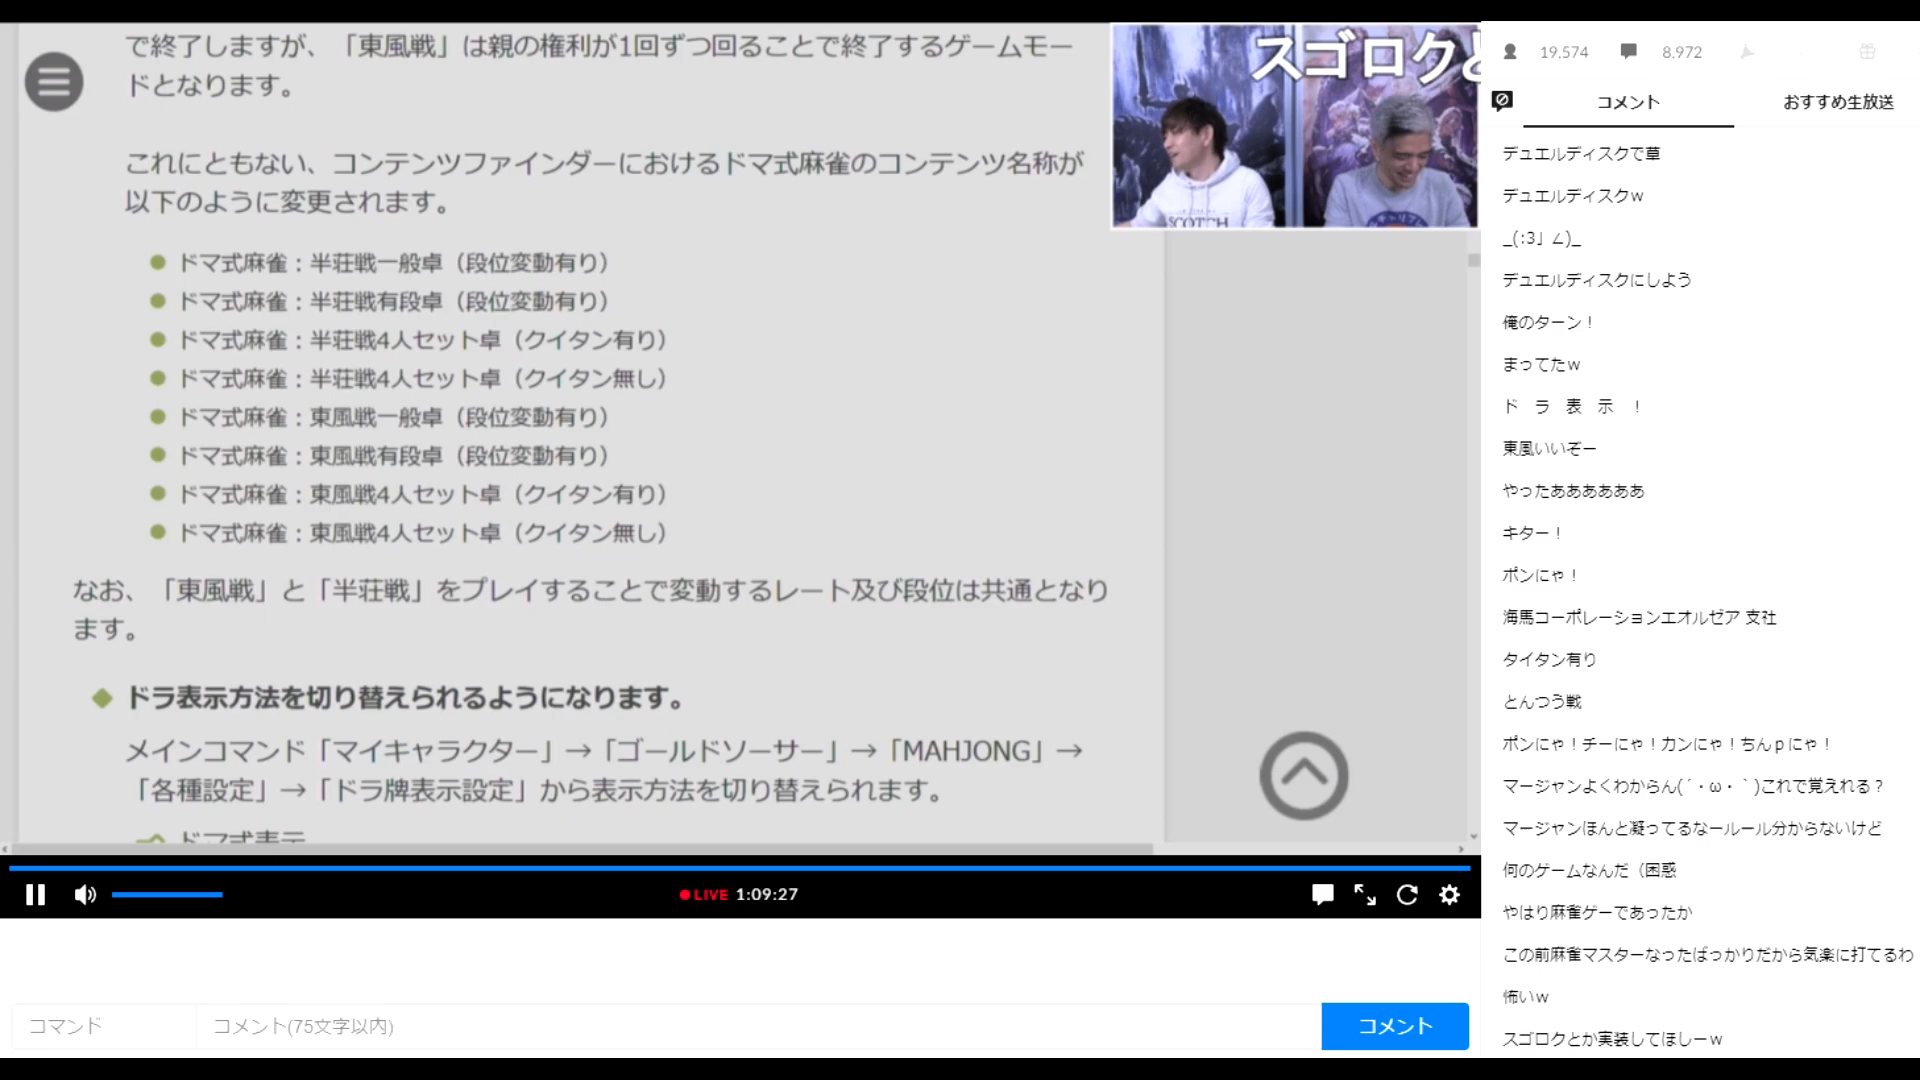 で終了しますが、「東風戦」は親の権利が1回ずつ回ることで終了するゲームモー
ドとなります。
これにともない、コンテンツファインダーにおけるドマ式麻雀のコンテンツ名称が
以下のように変更されます。
ドマ式麻雀：半荘戦一般卓（段位変動有り）
ドマ式麻雀：半荘戦有段卓（段位変動有り）
ドマ式麻雀：半荘戦4人セット卓（クイタン有り）
ドマ式麻雀：半荘戦4人セット卓（クイタン無し）
ドマ式麻雀：東風戦一般卓（段位変動有り）
ドマ式麻雀：東風戦有段卓（段位変動有り）
ドマ式麻雀：東風戦4人セット卓（クイタン有り）
ドマ式麻雀：東風戦4人セット卓（クイタン無し）
なお、「東風戦」と「半荘戦」をプレイすることで変動するレート及び段位は共通となり
ます。
ドラ表示方法を切り替えられるようになります。
メインコマンド「マイキャラクター」→「ゴールドソーサー」→「MAHJONG」→
「各種設定」→「ドラ牌表示設定」から表示方法を切り替えられます。
ドマ式表示
スゴロクと
SCOTCH
LIVE 1:09:27
コマンド
コメント(75文字以内)
コメント
19,574
8,972
コメント
おすすめ生放送
デュエルディスクで草
デュエルディスクｗ
_(:3」∠)_
デュエルディスクにしよう
俺のターン！
まってたｗ
ド　ラ　表　示　！
東風いいぞー
やったああああああ
キター！
ポンにゃ！
海馬コーポレーションエオルゼア 支社
タイタン有り
とんつう戦
ポンにゃ！チーにゃ！カンにゃ！ちんｐにゃ！
マージャンよくわからん(´・ω・｀)これで覚えれる？
マージャンほんと凝ってるなールール分からないけど
何のゲームなんだ（困惑
やはり麻雀ゲーであったか
この前麻雀マスターなったばっかりだから気楽に打てるわ
怖いｗ
スゴロクとか実装してほしーｗ